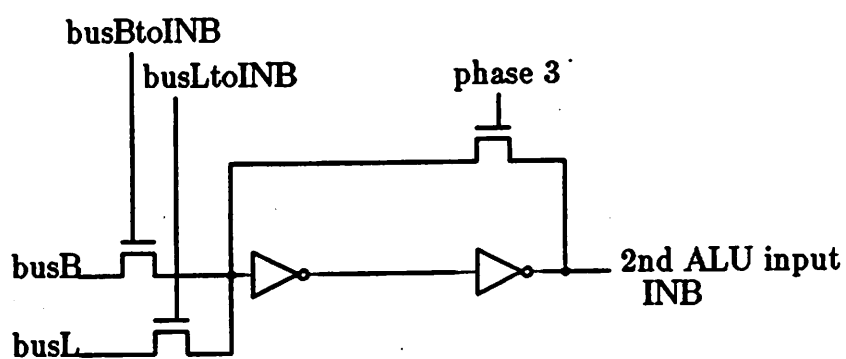 busBtoINB
busLtoINB
phase 3
busB
2nd ALU input
INB
busL